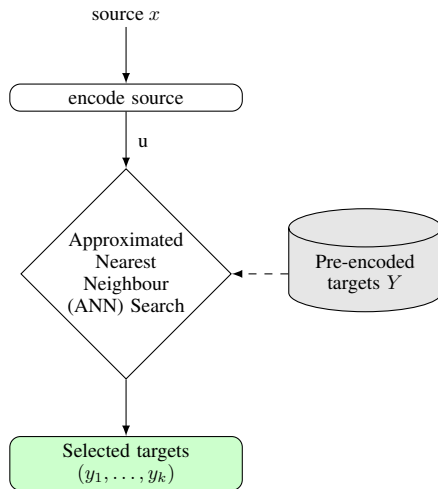 source x
encode source
u
Approximated
Nearest
Neighbour
(ANN) Search
Pre-encoded
targets Y
Selected targets
(y₁, . . . , yₖ)